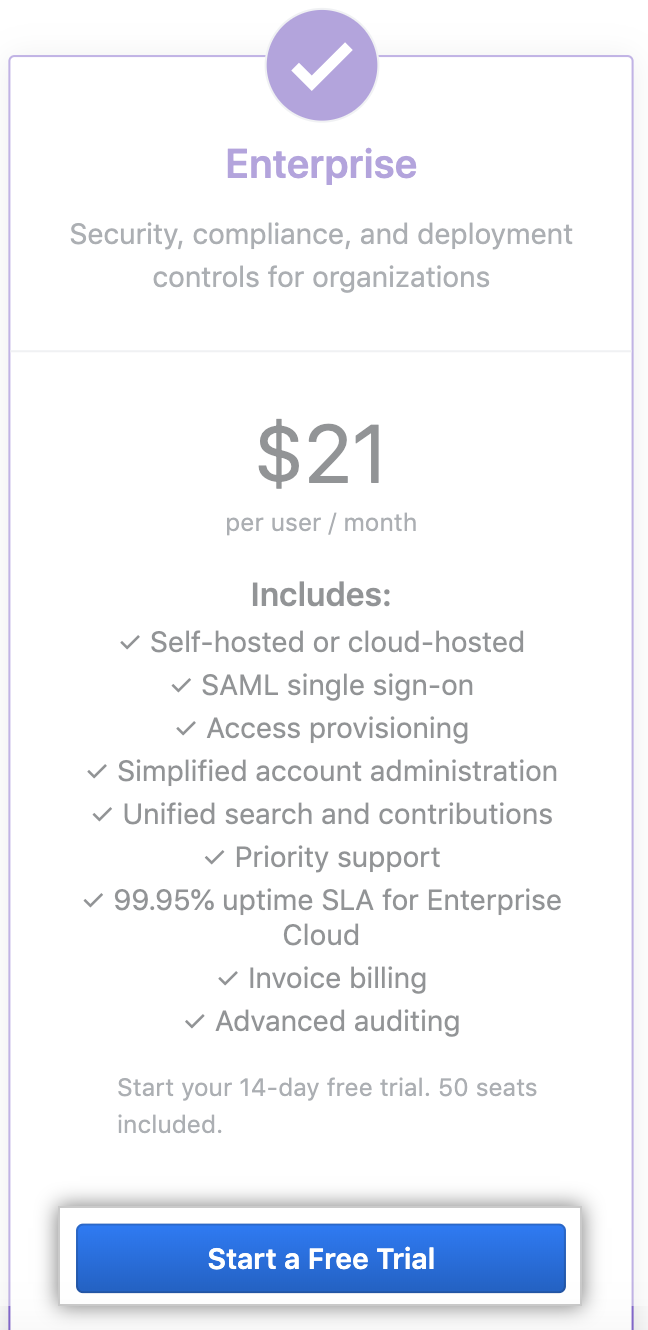 Enterprise
Security, compliance, and deployment
controls for organizations
$21
per user / month
Includes:
✓ Self-hosted or cloud-hosted
✓ SAML single sign-on
✓ Access provisioning
✓ Simplified account administration
✓ Unified search and contributions
✓ Priority support
✓ 99.95% uptime SLA for Enterprise
Cloud
✓ Invoice billing
✓ Advanced auditing
Start your 14-day free trial. 50 seats
included.
Start a Free Trial